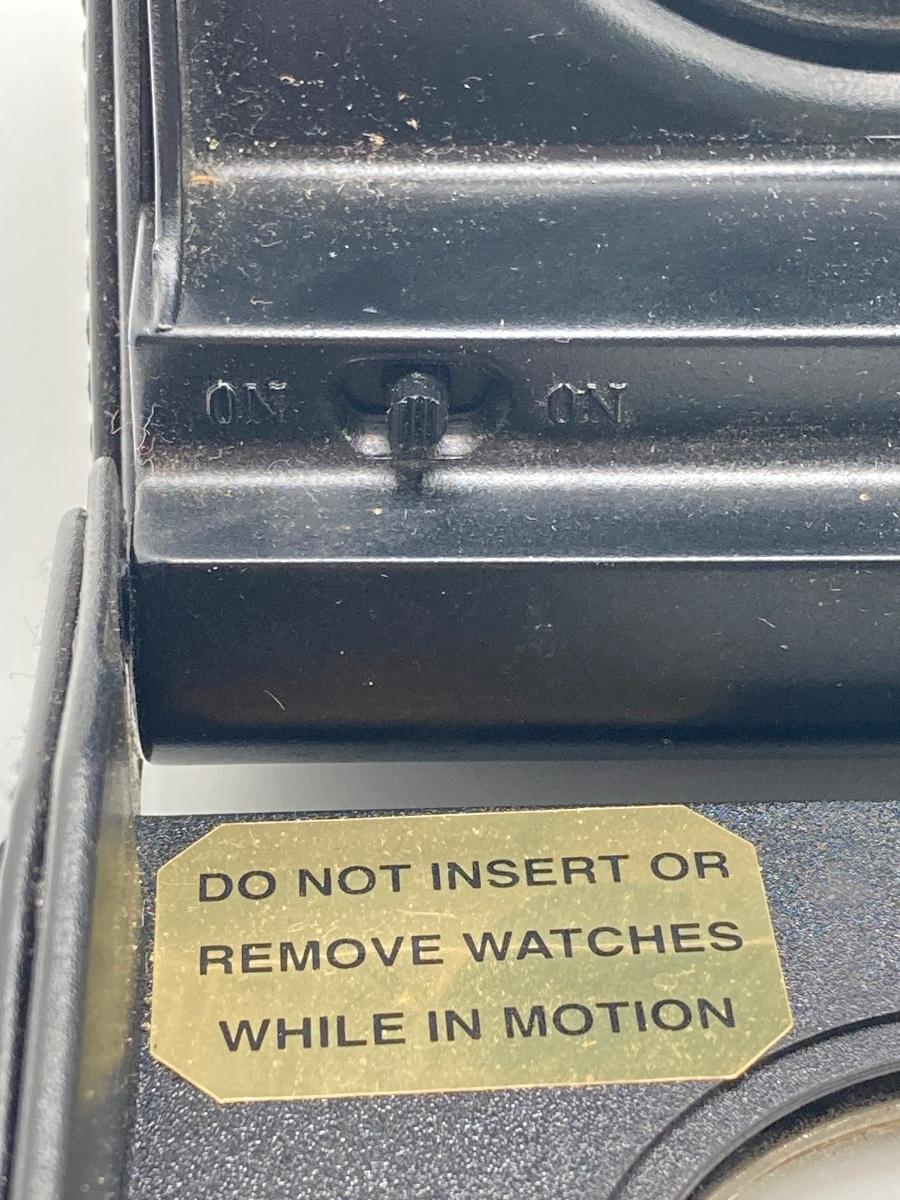 ON ON
DO NOT INSERT OR
REMOVE WATCHES
WHILE IN MOTION